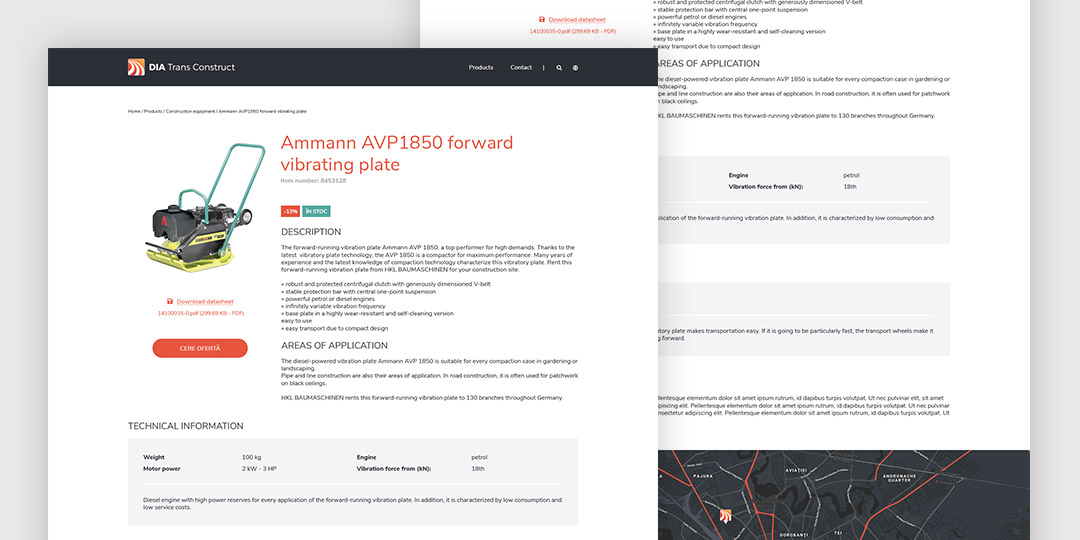 DIA Trans Construct
Products
Contact
|
Home / Products / Construction equipment / Ammann AVP1850 forward vibrating plate
Ammann AVP1850 forward
vibrating plate
Item number: 8453128
-13%
ÎN STOC
DESCRIPTION
The forward-running vibration plate Ammann AVP 1850, a top performer for high demands. Thanks to the
latest vibratory plate technology, the AVP 1850 is a compactor for maximum performance. Many years of
experience and the latest knowledge of compaction technology characterize this vibratory plate. Rent this
forward-running vibration plate from HKL BAUMASCHINEN for your construction site.
» robust and protected centrifugal clutch with generously dimensioned V-belt
» stable protection bar with central one-point suspension
» powerful petrol or diesel engines
» infinitely variable vibration frequency
» base plate in a highly wear-resistant and self-cleaning version
easy to use
» easy transport due to compact design
AMMANN
Download datasheet
14100035-0.pdf (299.69 KB - PDF)
CERE OFERTĂ
AREAS OF APPLICATION
The diesel-powered vibration plate Ammann AVP 1850 is suitable for every compaction case in gardening or
landscaping.
Pipe and line construction are also their areas of application. In road construction, it is often used for patchwork
on black ceilings.
HKL BAUMASCHINEN rents this forward-running vibration plate to 130 branches throughout Germany.
TECHNICAL INFORMATION
Weight 100 kg Engine petrol
Motor power 2 kW - 3 HP Vibration force from (kN): 18th
Diesel engine with high power reserves for every application of the forward-running vibration plate. In addition, it is characterized by low consumption and
low service costs.
Download datasheet
14100035-0.pdf (299.69 KB - PDF)
» robust and protected centrifugal clutch with generously dimensioned V-belt
» stable protection bar with central one-point suspension
» powerful petrol or diesel engines
» infinitely variable vibration frequency
» base plate in a highly wear-resistant and self-cleaning version
easy to use
» easy transport due to compact design
AREAS OF APPLICATION
he diesel-powered vibration plate Ammann AVP 1850 is suitable for every compaction case in gardening or
ndscaping.
ipe and line construction are also their areas of application. In road construction, it is often used for patchwork
n black ceilings.
KL BAUMASCHINEN rents this forward-running vibration plate to 130 branches throughout Germany.
Engine petrol
Vibration force from (kN): 18th
plication of the forward-running vibration plate. In addition, it is characterized by low consumption and
tory plate makes transportation easy. If it is going to be particularly fast, the transport wheels make it
g forward.
lentesque elementum dolor sit amet ipsum rutrum, id dapibus turpis volutpat. Ut nec pulvinar elit, sit amet
ipiscing elit. Pellentesque elementum dolor sit amet ipsum rutrum, id dapibus turpis volutpat. Ut nec pulvinar
nsectetur adipiscing elit. Pellentesque elementum dolor sit amet ipsum rutrum, id dapibus turpis volutpat. Ut
PAJURA
AVIAȚIEI
ANDRONACHE
QUARTER
DOROBANȚI
TEI